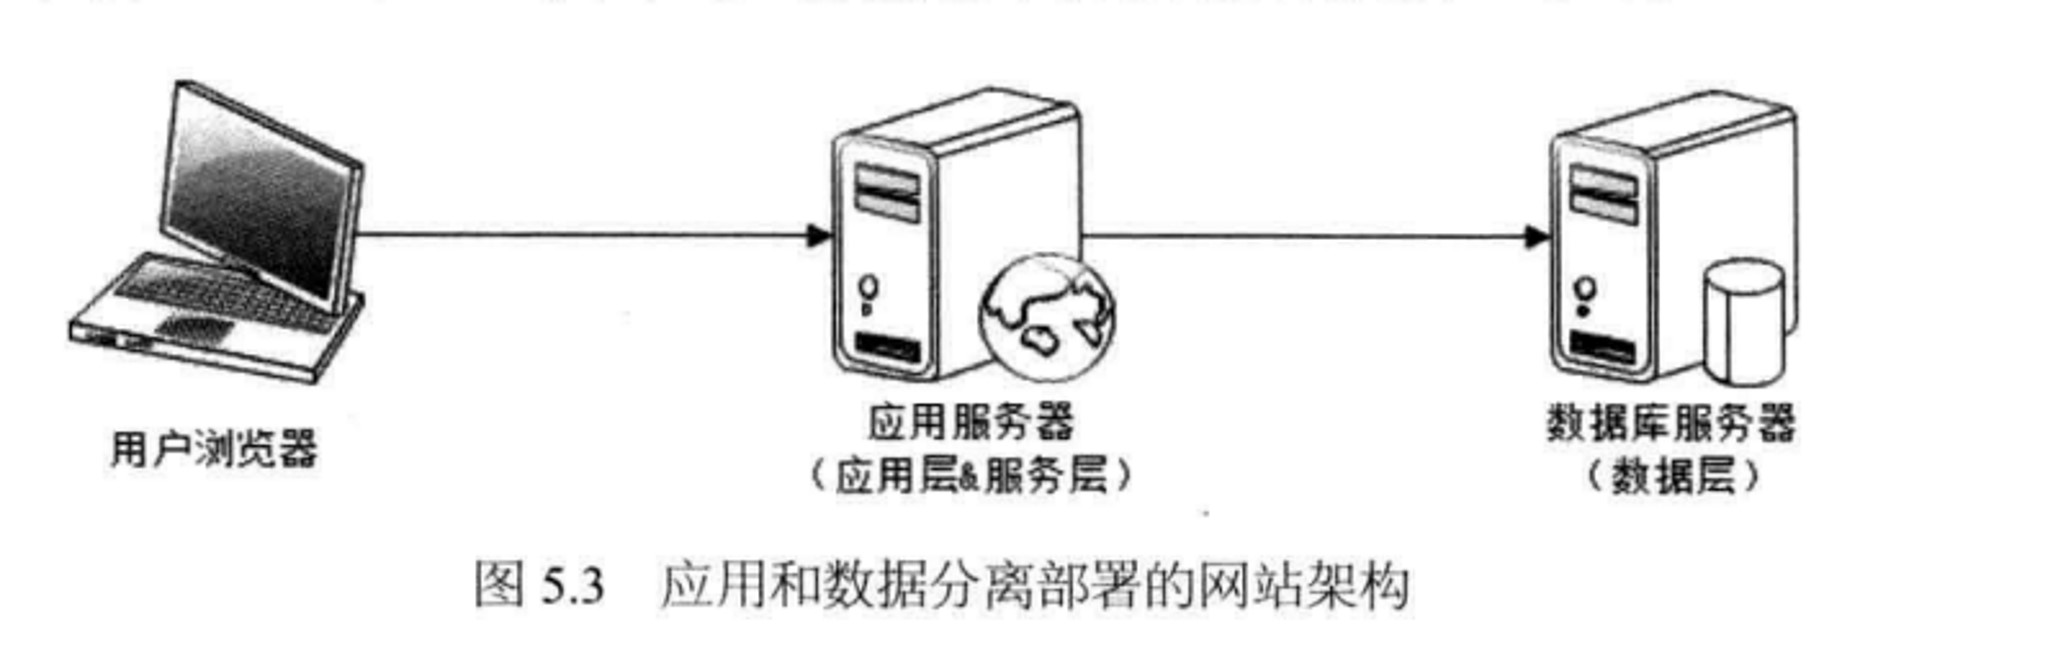 用户浏览器
应用服务器
（应用层&服务层）
数据库服务器
（数据层）
图 5.3 应用和数据分离部署的网站架构